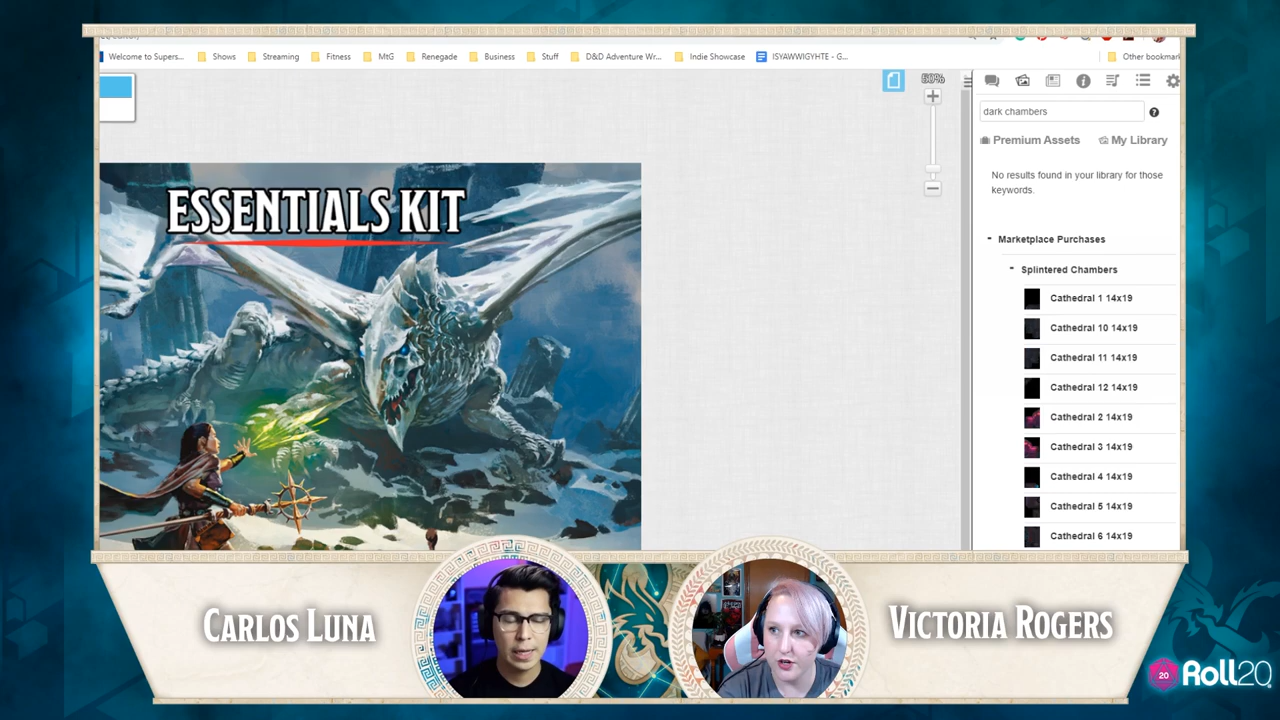 Welcome to Supers...
Shows
Streaming
Fitness
MtG
Renegade
Business
Stuff
D&D Adventure Wr...
Indie Showcase
ISYAWWIGYHTE - G...
Other bookmark
60%
dark chambers
?
Premium Assets
My Library
No results found in your library for those
keywords.
Marketplace Purchases
Splintered Chambers
Cathedral 1 14x19
Cathedral 10 14x19
Cathedral 11 14x19
Cathedral 12 14x19
Cathedral 2 14x19
Cathedral 3 14x19
Cathedral 4 14x19
Cathedral 5 14x19
Cathedral 6 14x19
ESSENTIALS KIT
CARLOS LUNA
VICTORIA ROGERS
20
Roll20